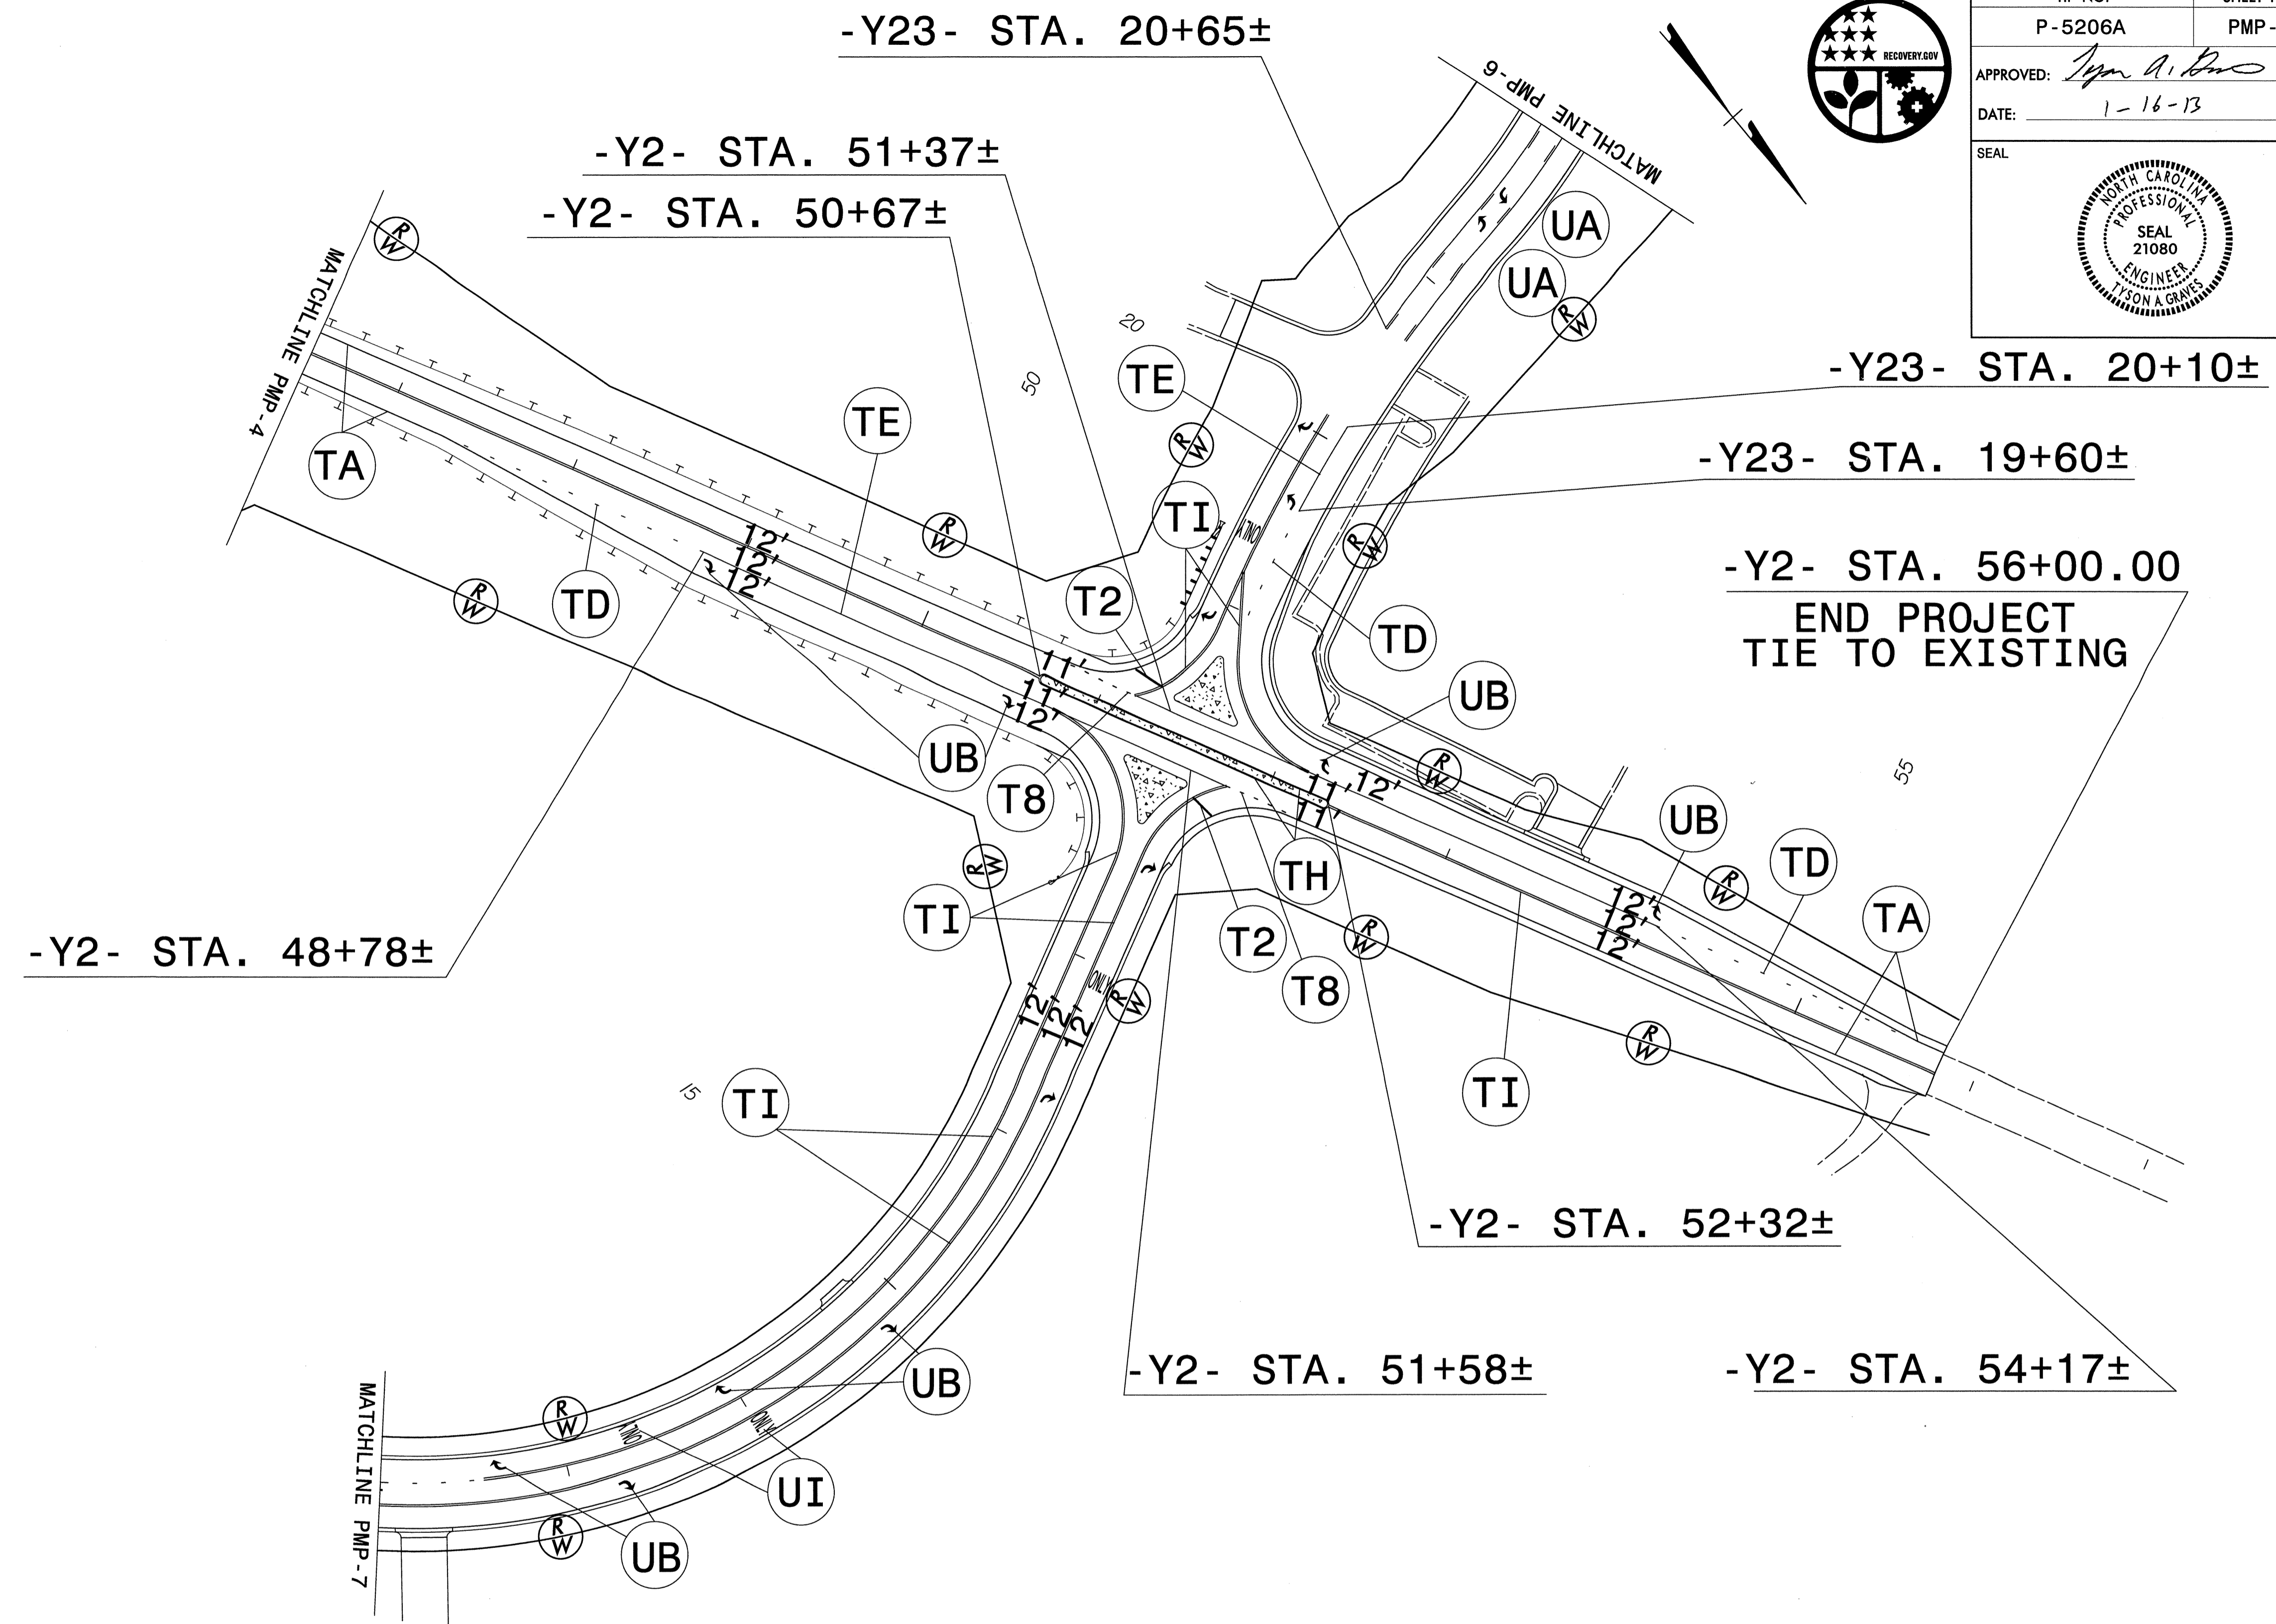 -Y23- STA. 20+65±
-Y2- STA. 51+37±
-Y2- STA. 50+67±
MATCHLINE PMP-6
RECOVERY.GOV
P-5206A
PMP-
APPROVED:
DATE: 1-16-13
SEAL
NORTH CAROLINA
PROFESSIONAL
SEAL
21080
ENGINEER
TYSON A. GRAVES
MATCHLINE PMP-4
R/W
UA
UA
R/W
20
50
TE
TE
-Y23- STA. 20+10±
-Y23- STA. 19+60±
TA
R/W
R/W
TI
ONLY
R/W
12'
12'
12'
-Y2- STA. 56+00.00
END PROJECT
TIE TO EXISTING
R/W
TD
T2
TD
11'
11'
12'
UB
UB
T8
R/W
11'
12'
11'
55
UB
TD
R/W
TH
R/W
12'
12'
12'
TA
TI
T2
R/W
T8
-Y2- STA. 48+78±
ONLY
R/W
12'
12'
12'
R/W
15
TI
TI
-Y2- STA. 52+32±
-Y2- STA. 51+58±
-Y2- STA. 54+17±
UB
MATCHLINE PMP-7
R/W
ONLY
ONLY
UI
R/W
UB